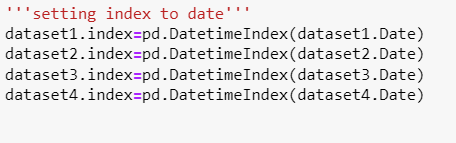 '''setting index to date'''
dataset1.index=pd.DatetimeIndex(dataset1.Date)
dataset2.index=pd.DatetimeIndex(dataset2.Date)
dataset3.index=pd.DatetimeIndex(dataset3.Date)
dataset4.index=pd.DatetimeIndex(dataset4.Date)